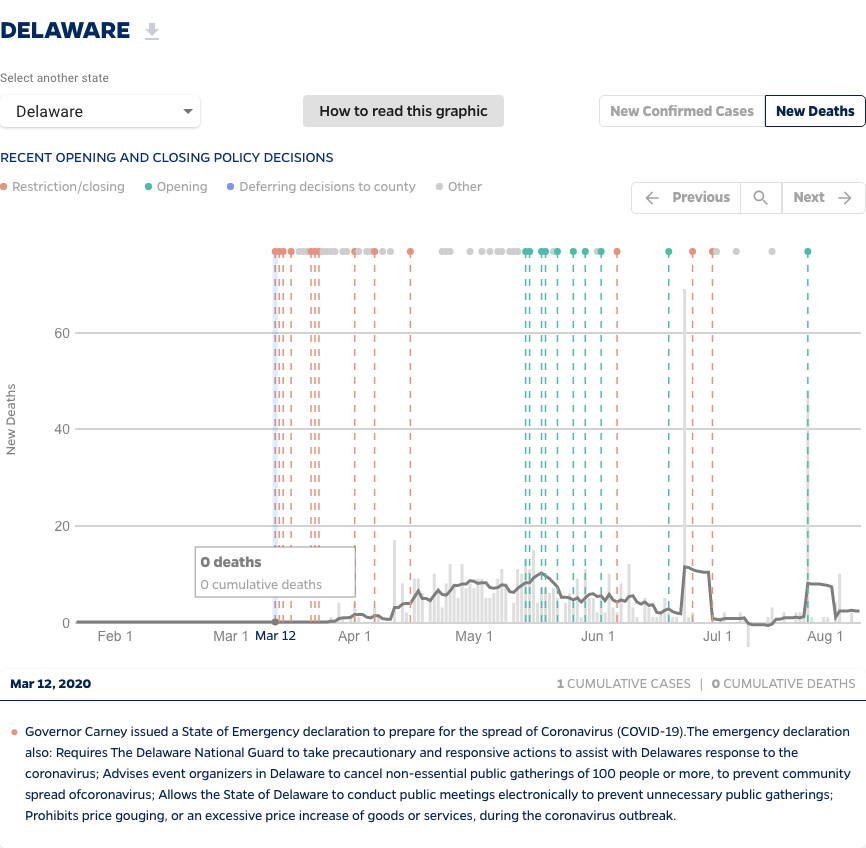 DELAWARE
Select another state
Delaware
How to read this graphic
New Confirmed Cases
New Deaths
RECENT OPENING AND CLOSING POLICY DECISIONS
Restriction/closing
Opening
Deferring decisions to county
Other
Previous
Next
60
40
20
0
New Deaths
0 deaths
0 cumulative deaths
Feb 1
Mar 1
Mar 12
Apr 1
May 1
Jun 1
Jul 1
Aug 1
Mar 12, 2020
1 CUMULATIVE CASES | 0 CUMULATIVE DEATHS
Governor Carney issued a State of Emergency declaration to prepare for the spread of Coronavirus (COVID-19).The emergency declaration
also: Requires The Delaware National Guard to take precautionary and responsive actions to assist with Delawares response to the
coronavirus; Advises event organizers in Delaware to cancel non-essential public gatherings of 100 people or more, to prevent community
spread ofcoronavirus; Allows the State of Delaware to conduct public meetings electronically to prevent unnecessary public gatherings;
Prohibits price gouging, or an excessive price increase of goods or services, during the coronavirus outbreak.